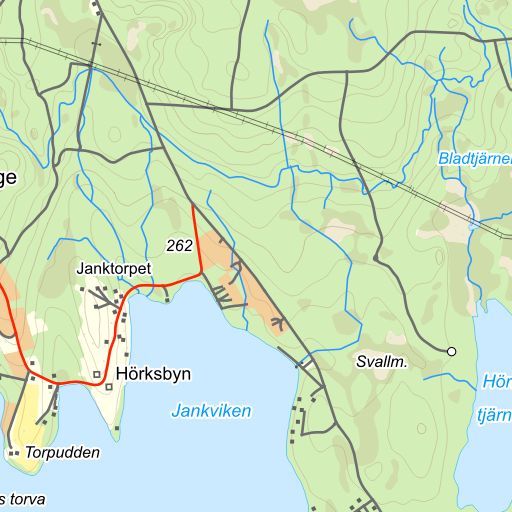 Bladtjärnen
ge
262
Janktorpet
Svallm.
Hörksbyn
Hör
tjärn
Jankviken
Torpudden
s torva